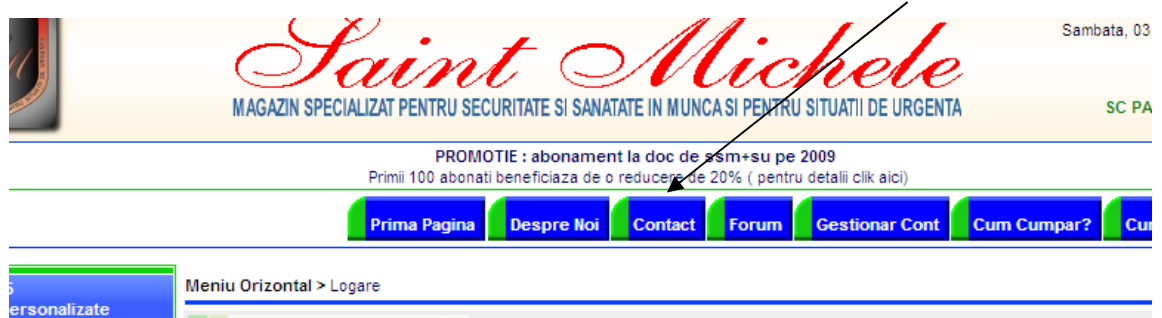 Saint Michele
Sambata, 03
MAGAZIN SPECIALIZAT PENTRU SECURITATE SI SANATATE IN MUNCA SI PENTRU SITUATII DE URGENTA
SC PA
PROMOTIE : abonament la doc de ssm+su pe 2009
Primii 100 abonati beneficiaza de o reducere de 20% ( pentru detalii clik aici)
Prima Pagina Despre Noi Contact Forum Gestionar Cont Cum Cumpar? Cu
Meniu Orizontal > Logare
ersonalizate